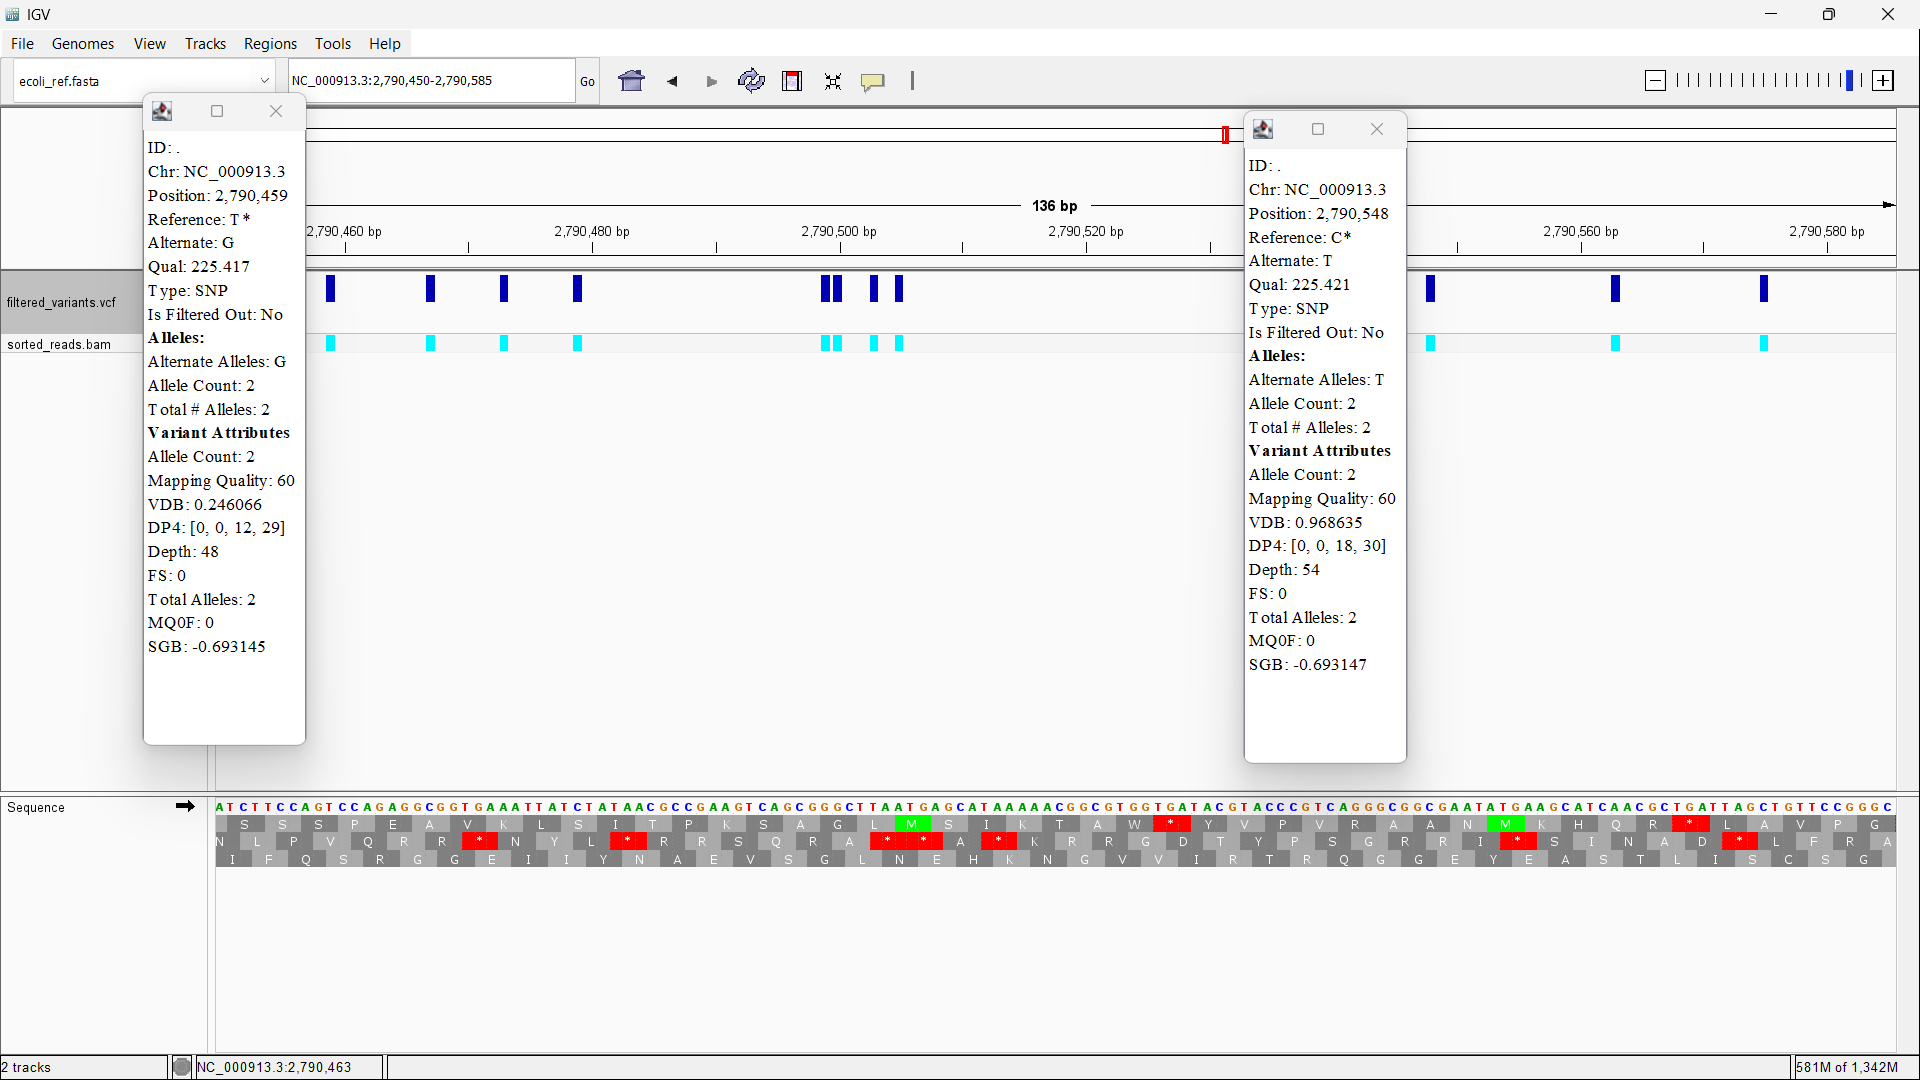 IGV
File Genomes View Tracks Regions Tools Help
ecoli_ref.fasta
NC_000913.3:2,790,450-2,790,585
Go
136 bp
2,790,460 bp 2,790,480 bp 2,790,500 bp 2,790,520 bp 2,790,560 bp 2,790,580 bp
filtered_variants.vcf
sorted_reads.bam
ID: .
Chr: NC_000913.3
Position: 2,790,459
Reference: T*
Alternate: G
Qual: 225.417
Type: SNP
Is Filtered Out: No
Alleles:
Alternate Alleles: G
Allele Count: 2
Total # Alleles: 2
Variant Attributes
Allele Count: 2
Mapping Quality: 60
VDB: 0.246066
DP4: [0, 0, 12, 29]
Depth: 48
FS: 0
Total Alleles: 2
MQ0F: 0
SGB: -0.693145
ID: .
Chr: NC_000913.3
Position: 2,790,548
Reference: C*
Alternate: T
Qual: 225.421
Type: SNP
Is Filtered Out: No
Alleles:
Alternate Alleles: T
Allele Count: 2
Total # Alleles: 2
Variant Attributes
Allele Count: 2
Mapping Quality: 60
VDB: 0.968635
DP4: [0, 0, 18, 30]
Depth: 54
FS: 0
Total Alleles: 2
MQ0F: 0
SGB: -0.693147
Sequence
A T C T T C C A G T C C A G A G G C G G T G A A A T T A T C T A T A A C G C C G A A G T C A G C G G G C T T A A T G A G C A T A A A A A C G G C G T G G T G A T A C G T A C C C G T C A G G G C G G C G A A T A T G A A G C A T C A A C G C T G A T T A G C T G T T C C G G G C
S S S P E A V K L S I T P K S A G L M S I K T A W * Y V P V R A A N M K H Q R * L A V P G
N L P V Q R R * N Y L * R R S Q R A * * A * K R R G D T Y P S G R R I * S I N A D * L F R A
I F Q S R G G E I I Y N A E V S G L N E H K N G V V I R T R Q G G E Y E A S T L I S C S G
2 tracks
NC_000913.3:2,790,463
581M of 1,342M